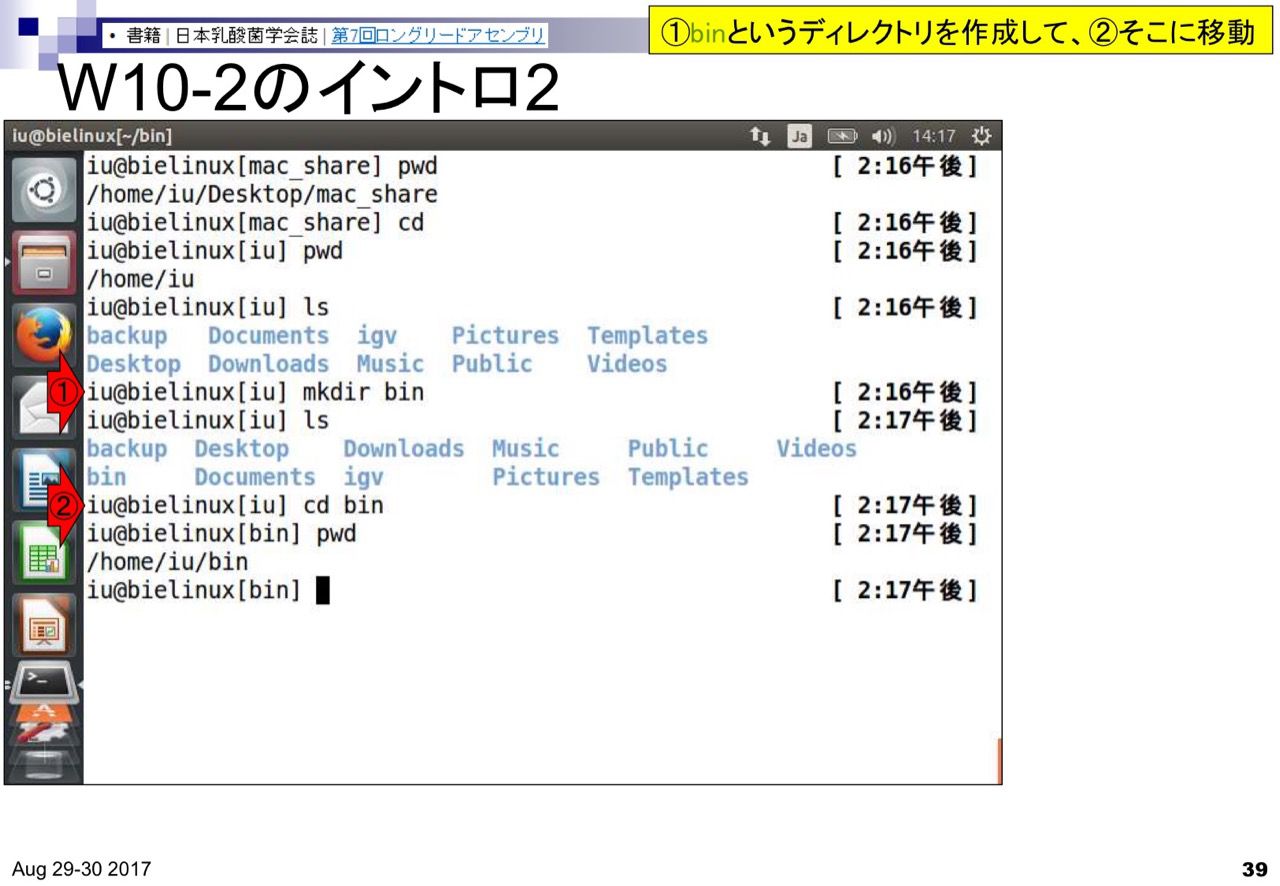 • 書籍 | 日本乳酸菌学会誌 | 第7回ロングリードアセンブリ
①binというディレクトリを作成して、②そこに移動
W10-2のイントロ2
iu@bielinux[~/bin] Ja 14:17
iu@bielinux[mac_share] pwd [ 2:16午後]
/home/iu/Desktop/mac_share
iu@bielinux[mac_share] cd [ 2:16午後]
iu@bielinux[iu] pwd [ 2:16午後]
/home/iu
iu@bielinux[iu] ls [ 2:16午後]
backup Documents igv Pictures Templates
Desktop Downloads Music Public Videos
① iu@bielinux[iu] mkdir bin [ 2:16午後]
iu@bielinux[iu] ls [ 2:17午後]
backup Desktop Downloads Music Public Videos
bin Documents igv Pictures Templates
② iu@bielinux[iu] cd bin [ 2:17午後]
iu@bielinux[bin] pwd [ 2:17午後]
/home/iu/bin
iu@bielinux[bin] [ 2:17午後]
Aug 29-30 2017
39